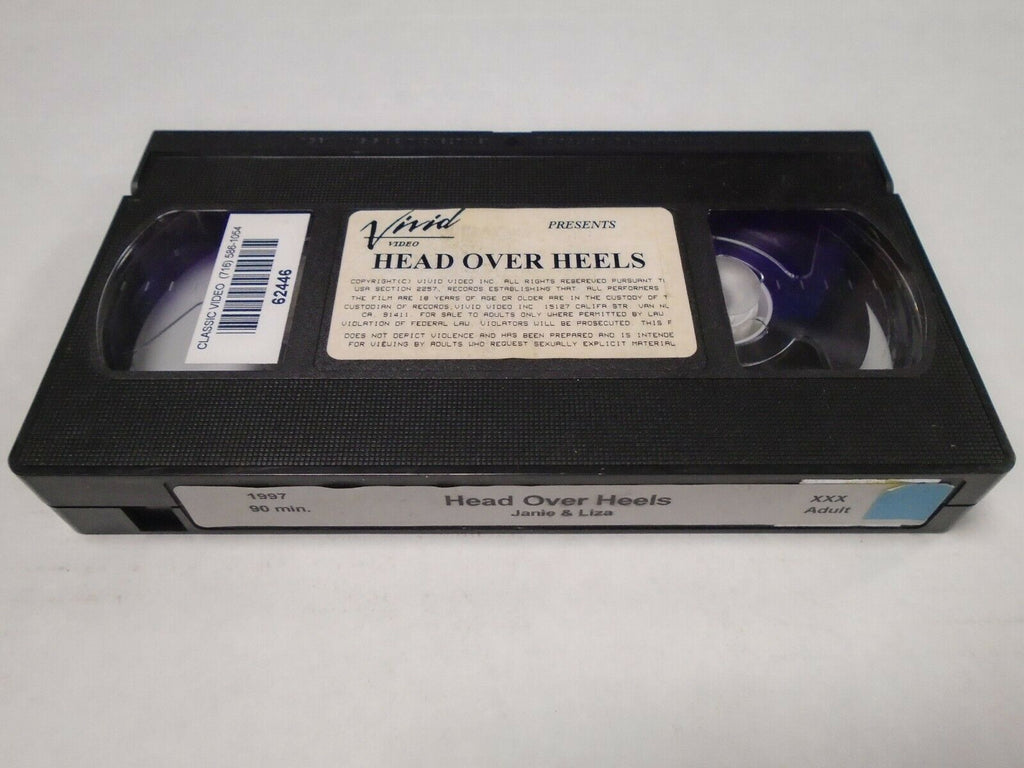 CLASSIC VIDEO (716) 586-1054
62446
Vivid
VIDEO
PRESENTS
HEAD OVER HEELS
COPYRIGHT(C) VIVID VIDEO INC. ALL RIGHTS REBERVED PURSUANT
USA SECTION 2257, RECORDS ESTABLISHING THAT ALL PERFORMERS
THE FILM ARE 18 YEARS OF AGE OR OLDER ARE IN THE CUSTODY OF
CUSTODIAN OF RECORDS, VIVID VIDEO INC. 15127 CALIFA STR. VAN
CA. 91411. FOR SALE TO ADULTS ONLY WHERE PERMITTED BY LAW
VIOLATION OF FEDERAL LAW. VIOLATORS WILL BE PROSECUTED. THIS F
DOES NOT DEPICT VIOLENCE AND HAS BEEN PREPARED AND IS INTENDE
FOR VIEWING BY ADULTS WHO REQUEST SEXUALLY EXPLICIT MATERIAL
1997
90 min.
Head Over Heels
Janie & Liza
XXX
Adult